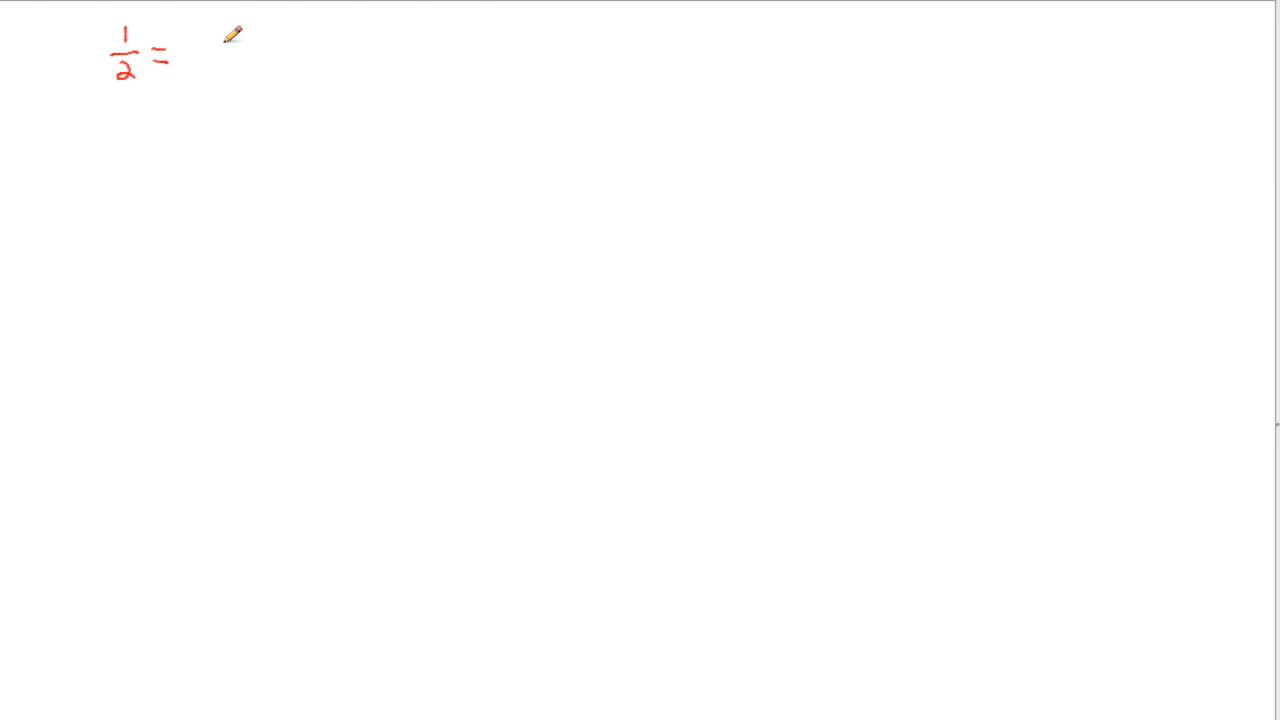 1/2 =